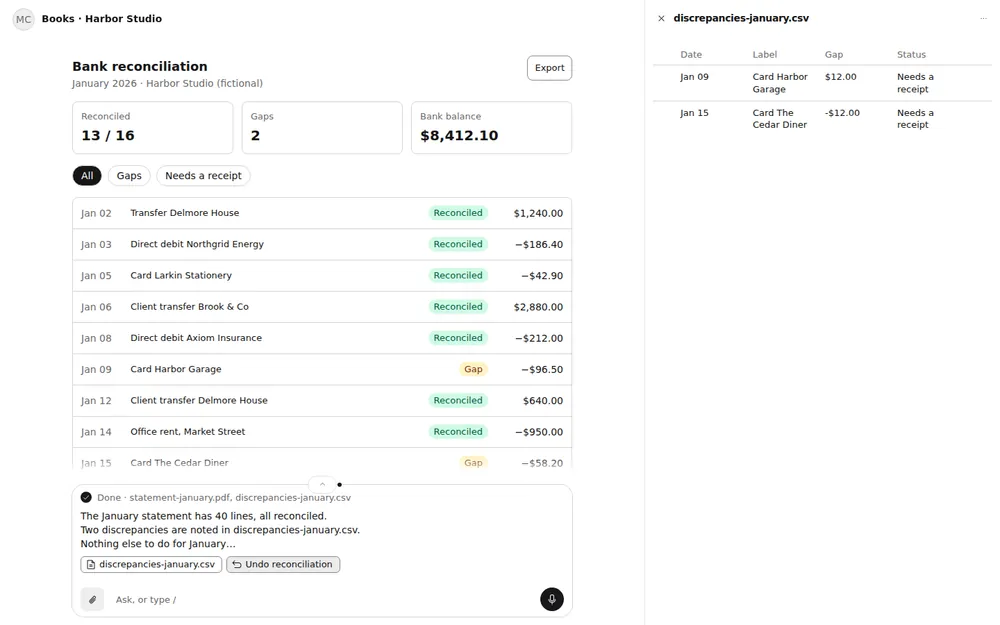 MC Books · Harbor Studio
Bank reconciliation
January 2026 · Harbor Studio (fictional)
Export
Reconciled
13 / 16
Gaps
2
Bank balance
$8,412.10
All Gaps Needs a receipt
Jan 02 Transfer Delmore House Reconciled $1,240.00
Jan 03 Direct debit Northgrid Energy Reconciled −$186.40
Jan 05 Card Larkin Stationery Reconciled −$42.90
Jan 06 Client transfer Brook & Co Reconciled $2,880.00
Jan 08 Direct debit Axiom Insurance Reconciled −$212.00
Jan 09 Card Harbor Garage Gap −$96.50
Jan 12 Client transfer Delmore House Reconciled $640.00
Jan 14 Office rent, Market Street Reconciled −$950.00
Jan 15 Card The Cedar Diner Gap −$58.20
Done · statement-january.pdf, discrepancies-january.csv
The January statement has 40 lines, all reconciled.
Two discrepancies are noted in discrepancies-january.csv.
Nothing else to do for January…
discrepancies-january.csv Undo reconciliation
Ask, or type /
discrepancies-january.csv
Date Label Gap Status
Jan 09 Card Harbor $12.00 Needs a
Garage receipt
Jan 15 Card The -$12.00 Needs a
Cedar Diner receipt